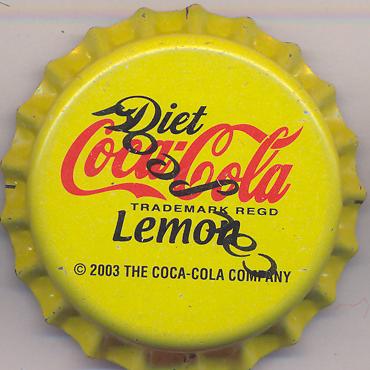 Diet
Coca-Cola
TRADEMARK REGD
Lemon
© 2003 THE COCA-COLA COMPANY